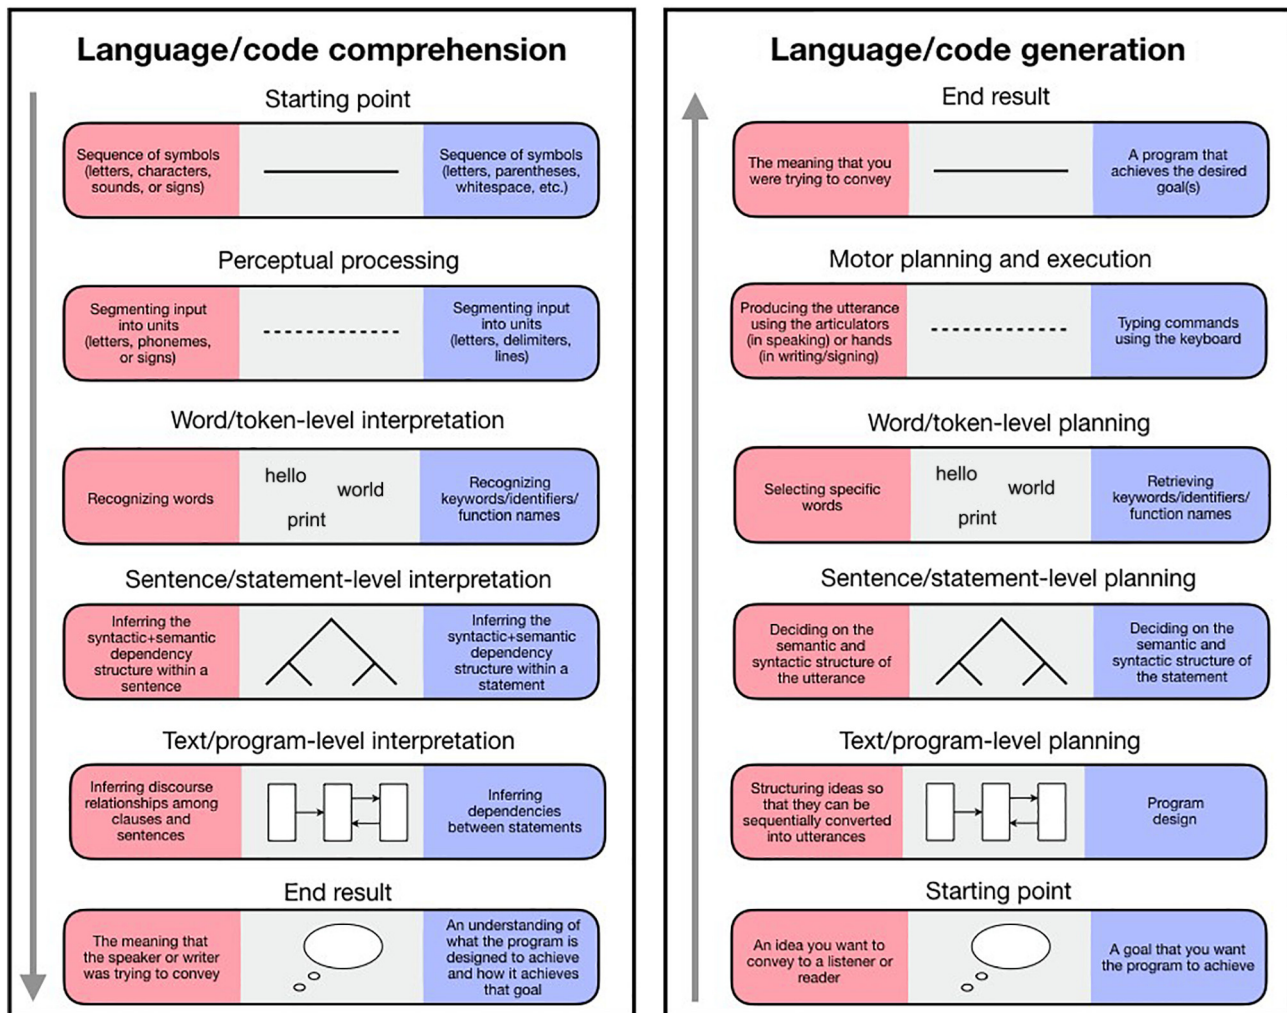 Language/code comprehension
Starting point
Sequence of symbols
(letters, characters,
sounds, or signs)
Sequence of symbols
(letters, parentheses,
whitespace, etc.)
Perceptual processing
Segmenting input
into units
(letters, phonemes,
or signs)
Segmenting input
into units
(letters, delimiters,
lines)
Word/token-level interpretation
Recognizing words
hello
world
print
Recognizing
keywords/identifiers/
function names
Sentence/statement-level interpretation
Inferring the
syntactic+semantic
dependency
structure within a
sentence
Inferring the
syntactic+semantic
dependency
structure within a
statement
Text/program-level interpretation
Inferring discourse
relationships among
clauses and
sentences
Inferring
dependencies
between statements
End result
The meaning that
the speaker or writer
was trying to convey
An understanding of
what the program is
designed to achieve
and how it achieves
that goal
Language/code generation
End result
The meaning that you
were trying to convey
A program that
achieves the desired
goal(s)
Motor planning and execution
Producing the utterance
using the articulators
(in speaking) or hands
(in writing/signing)
Typing commands
using the keyboard
Word/token-level planning
Selecting specific
words
hello
world
print
Retrieving
keywords/identifiers/
function names
Sentence/statement-level planning
Deciding on the
semantic and
syntactic structure of
the utterance
Deciding on the
semantic and
syntactic structure of
the statement
Text/program-level planning
Structuring ideas so
that they can be
sequentially converted
into utterances
Program
design
Starting point
An idea you want to
convey to a listener or
reader
A goal that you want
the program to achieve